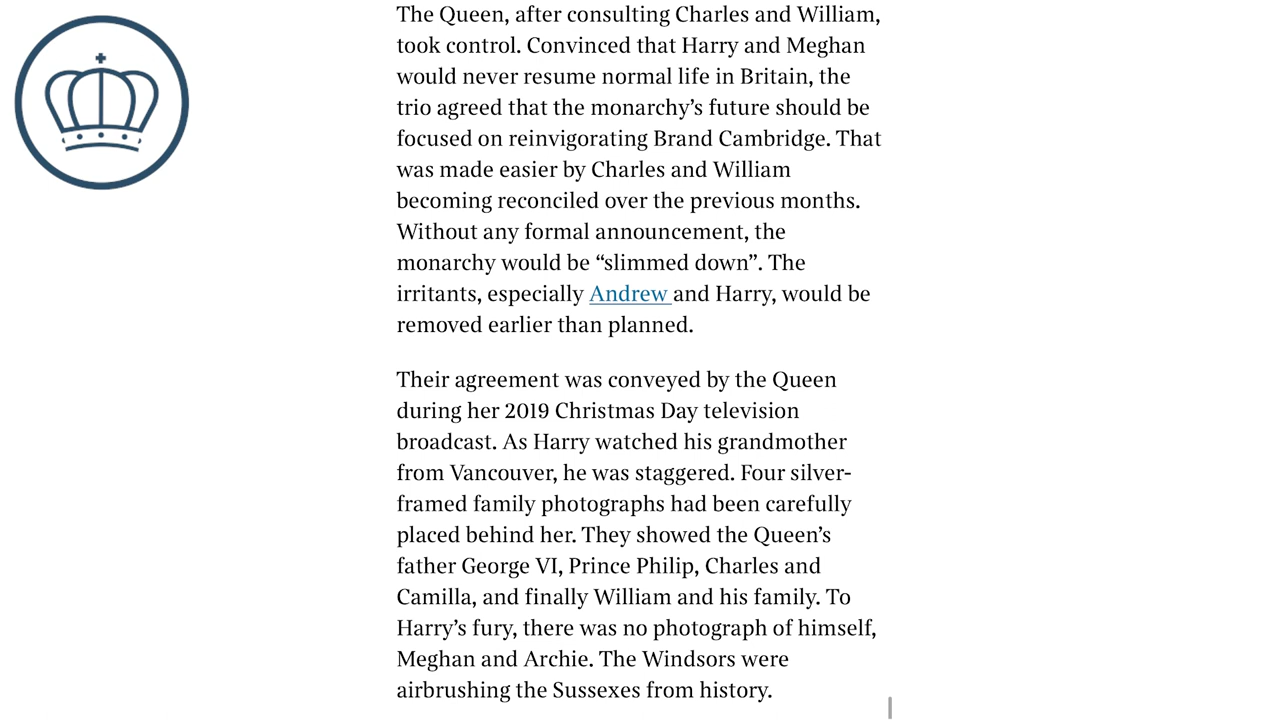 The Queen, after consulting Charles and William,
took control. Convinced that Harry and Meghan
would never resume normal life in Britain, the
trio agreed that the monarchy’s future should be
focused on reinvigorating Brand Cambridge. That
was made easier by Charles and William
becoming reconciled over the previous months.
Without any formal announcement, the
monarchy would be “slimmed down”. The
irritants, especially Andrew and Harry, would be
removed earlier than planned.
Their agreement was conveyed by the Queen
during her 2019 Christmas Day television
broadcast. As Harry watched his grandmother
from Vancouver, he was staggered. Four silver-
framed family photographs had been carefully
placed behind her. They showed the Queen’s
father George VI, Prince Philip, Charles and
Camilla, and finally William and his family. To
Harry’s fury, there was no photograph of himself,
Meghan and Archie. The Windsors were
airbrushing the Sussexes from history.